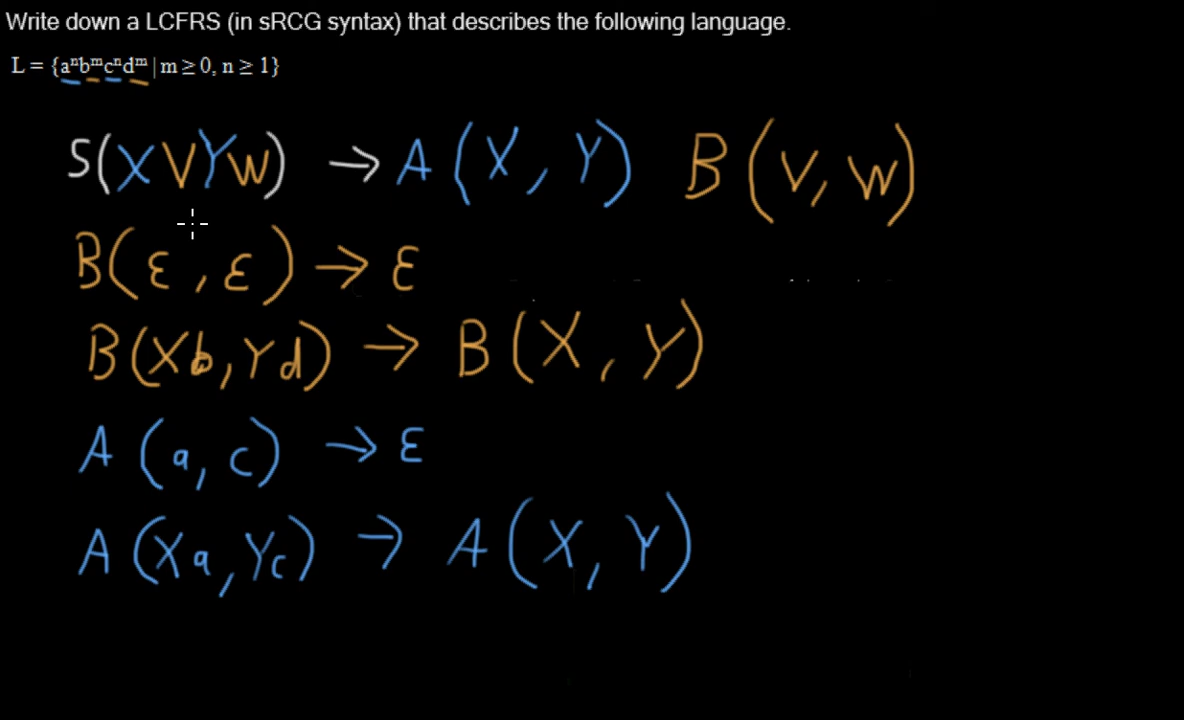 Write down a LCFRS (in sRCG syntax) that describes the following language.
L = {aⁿbᵐcⁿdᵐ | m ≥ 0, n ≥ 1}
S(XVYW) → A(X, Y) B(V, W)
B(ε, ε) → ε
B(Xb, Yd) → B(X, Y)
A(a, c) → ε
A(Xa, Yc) → A(X, Y)